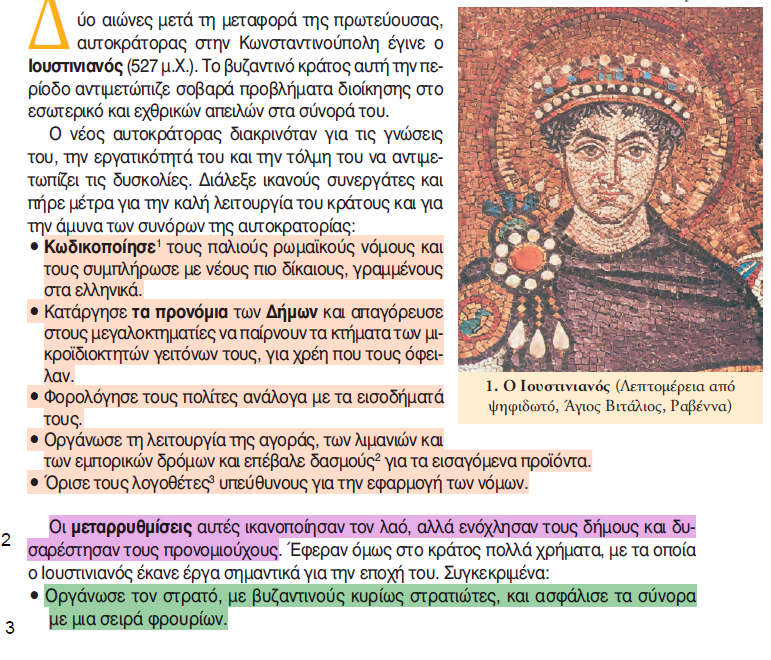 Δύο αιώνες μετά τη μεταφορά της πρωτεύουσας,
αυτοκράτορας στην Κωνσταντινούπολη έγινε ο
Ιουστινιανός (527 μ.Χ.). Το βυζαντινό κράτος αυτή την πε-
ρίοδο αντιμετώπιζε σοβαρά προβλήματα διοίκησης στο
εσωτερικό και εχθρικών απειλών στα σύνορά του.
Ο νέος αυτοκράτορας διακρινόταν για τις γνώσεις
του, την εργατικότητά του και την τόλμη του να αντιμε-
τωπίζει τις δυσκολίες. Διάλεξε ικανούς συνεργάτες και
πήρε μέτρα για την καλή λειτουργία του κράτους και για
την άμυνα των συνόρων της αυτοκρατορίας:
● Κωδικοποίησε¹ τους παλιούς ρωμαϊκούς νόμους και
τους συμπλήρωσε με νέους πιο δίκαιους, γραμμένους
στα ελληνικά.
● Κατάργησε τα προνόμια των Δήμων και απαγόρευσε
στους μεγαλοκτηματίες να παίρνουν τα κτήματα των μι-
κροϊδιοκτητών γειτόνων τους, για χρέη που τους όφει-
λαν.
● Φορολόγησε τους πολίτες ανάλογα με τα εισοδήματά
τους.
● Οργάνωσε τη λειτουργία της αγοράς, των λιμανιών και
των εμπορικών δρόμων και επέβαλε δασμούς² για τα εισαγόμενα προϊόντα.
● Όρισε τους λογοθέτες³ υπεύθυνους για την εφαρμογή των νόμων.
1. Ο Ιουστινιανός (Λεπτομέρεια από
ψηφιδωτό, Άγιος Βιτάλιος, Ραβέννα)
Οι μεταρρυθμίσεις αυτές ικανοποίησαν τον λαό, αλλά ενόχλησαν τους δήμους και δυ-
2 σαρέστησαν τους προνομιούχους. Έφεραν όμως στο κράτος πολλά χρήματα, με τα οποία
ο Ιουστινιανός έκανε έργα σημαντικά για την εποχή του. Συγκεκριμένα:
● Οργάνωσε τον στρατό, με βυζαντινούς κυρίως στρατιώτες, και ασφάλισε τα σύνορα
3 με μια σειρά φρουρίων.